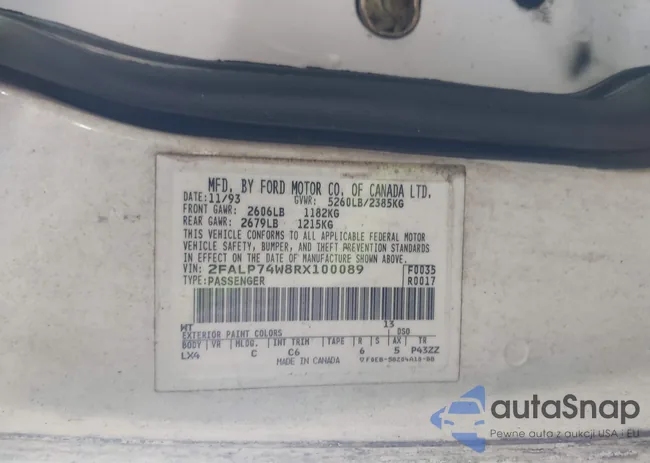 MFD. BY FORD MOTOR CO. OF CANADA LTD.
DATE: 11/93 GVWR: 5260LB/2385KG
FRONT GAWR: 2606LB 1182KG
REAR GAWR: 2679LB 1215KG
THIS VEHICLE CONFORMS TO ALL APPLICABLE FEDERAL MOTOR
VEHICLE SAFETY, BUMPER, AND THEFT PREVENTION STANDARDS
IN EFFECT ON THE DATE OF MANUFACTURE SHOWN ABOVE.
VIN: 2FALP74W8RX100089 F0035
TYPE: PASSENGER R0017
WT 13
EXTERIOR PAINT COLORS DSO
BODY VR MLDG. INT TRIM TAPE R S AX TR
LX4 C C6 6 5 P43ZZ
MADE IN CANADA
autoSnap
Pewne auta z aukcji USA i EU